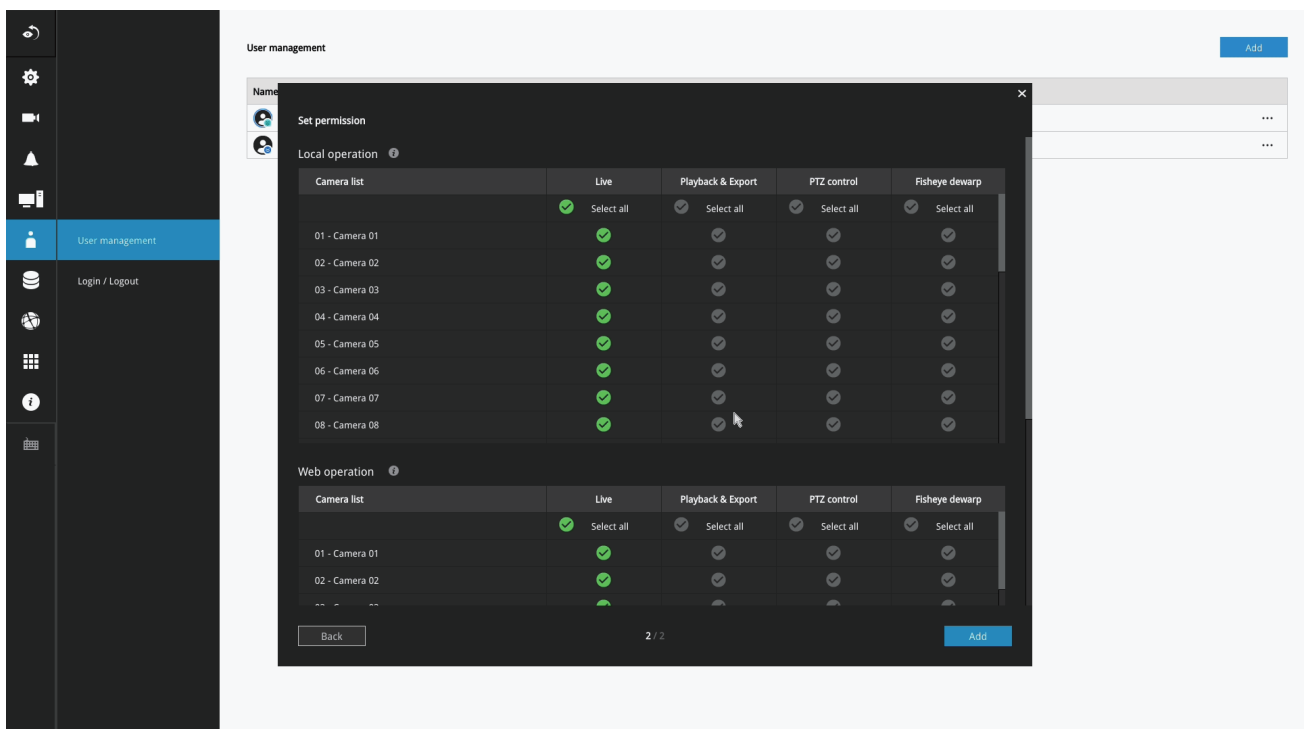 User management
Add
Name
Set permission
Local operation
Camera list Live Playback & Export PTZ control Fisheye dewarp
Select all Select all Select all Select all
01 - Camera 01
User management
02 - Camera 02
Login / Logout
03 - Camera 03
04 - Camera 04
05 - Camera 05
06 - Camera 06
07 - Camera 07
08 - Camera 08
Web operation
Camera list Live Playback & Export PTZ control Fisheye dewarp
Select all Select all Select all Select all
01 - Camera 01
02 - Camera 02
Back 2 / 2 Add